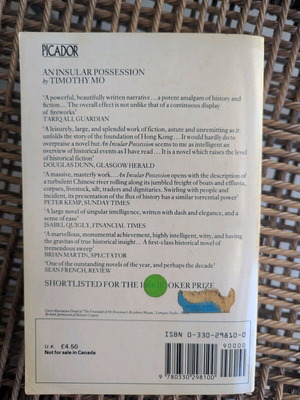 PICADOR
AN INSULAR POSSESSION
by TIMOTHY MO
'A powerful, beautifully written narrative... a potent amalgam of history
and fiction... The overall effect is not unlike that of a continuous display
of fireworks'
TARIQ ALI, GUARDIAN
'A leisurely, large, and splendid work of fiction, astute and unremitting as it
unfolds the story of the foundation of Hong Kong... It would hardly do to
overpraise a novel but An Insular Possession seems to me as intelligent an
overview of historical events as I have read... It is a novel which raises the level
of historical fiction'
DOUGLAS DUNN, GLASGOW HERALD
'A massive, masterly work... An Insular Possession opens with the description of
a turbulent Chinese river rolling along its jumbled freight of boats and effluvia,
corpses, livestock, silt, traders and dignitaries. Swirling with people and
incident, its presentation of the flux of history has a similar torrential power'
PETER KEMP, SUNDAY TIMES
'A large novel of singular intelligence, written with dash and elegance, and a
sense of ease'
ISABEL QUIGLY, FINANCIAL TIMES
'A marvellous, monumental achievement, highly intelligent, witty, and having
the gravitas of true historical insight... A first-class historical novel of
tremendous sweep'
BRIAN MARTIN, SPECTATOR
'One of the outstanding novels of the year, and perhaps the decade'
SEAN FRENCH, REVIEW
SHORTLISTED FOR THE BOOKER PRIZE
U.K. £4.50
Not for sale in Canada
ISBN 0-330-29810-0
90000
9 780330 298100